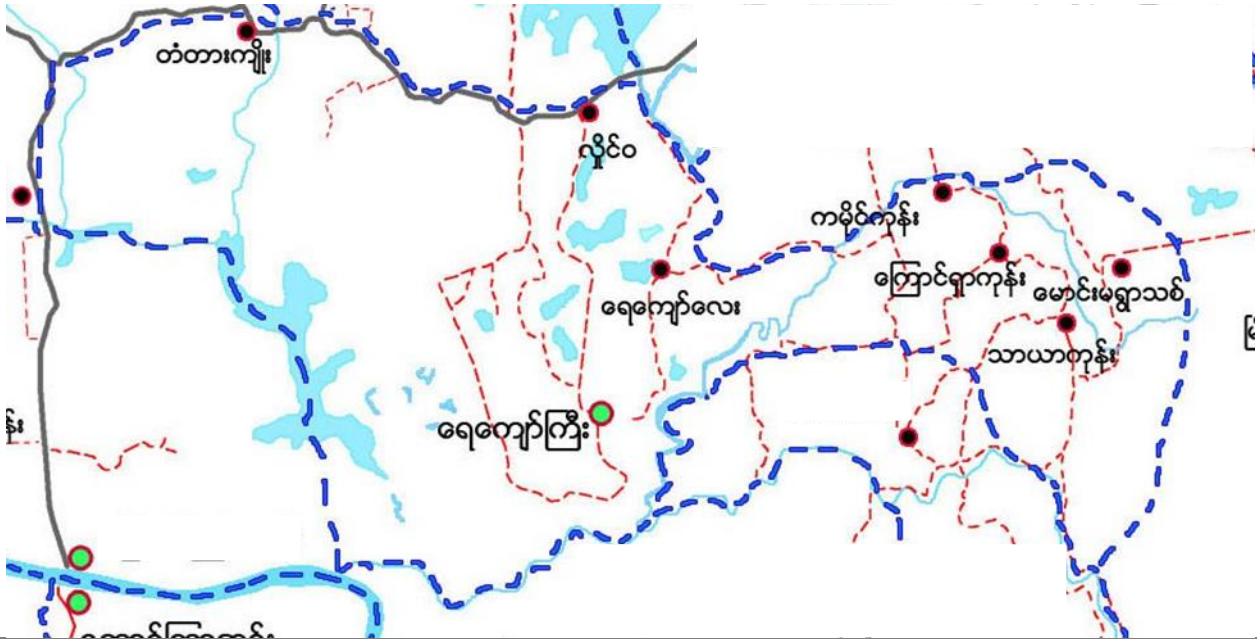 တံတားကျိုး
လှိုင်ဝ
ကမိုင်ကုန်း
ကြောင်ရှာကုန်း
မောင်းမရွာသစ်
ရေကျော်လေး
သာယာကုန်း
ရေကျော်ကြီး